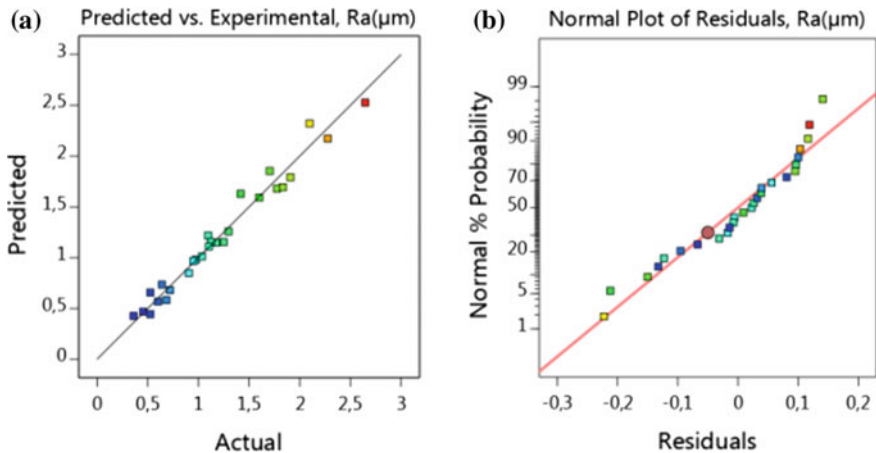 (a) Predicted vs. Experimental, Ra(μm)
3
2,5
2
1,5
1
0,5
0
Predicted
0 0,5 1 1,5 2 2,5 3
Actual
(b) Normal Plot of Residuals, Ra(μm)
99
90
70
50
20
5
1
Normal % Probability
-0,3 -0,2 -0,1 0 0,1 0,2
Residuals